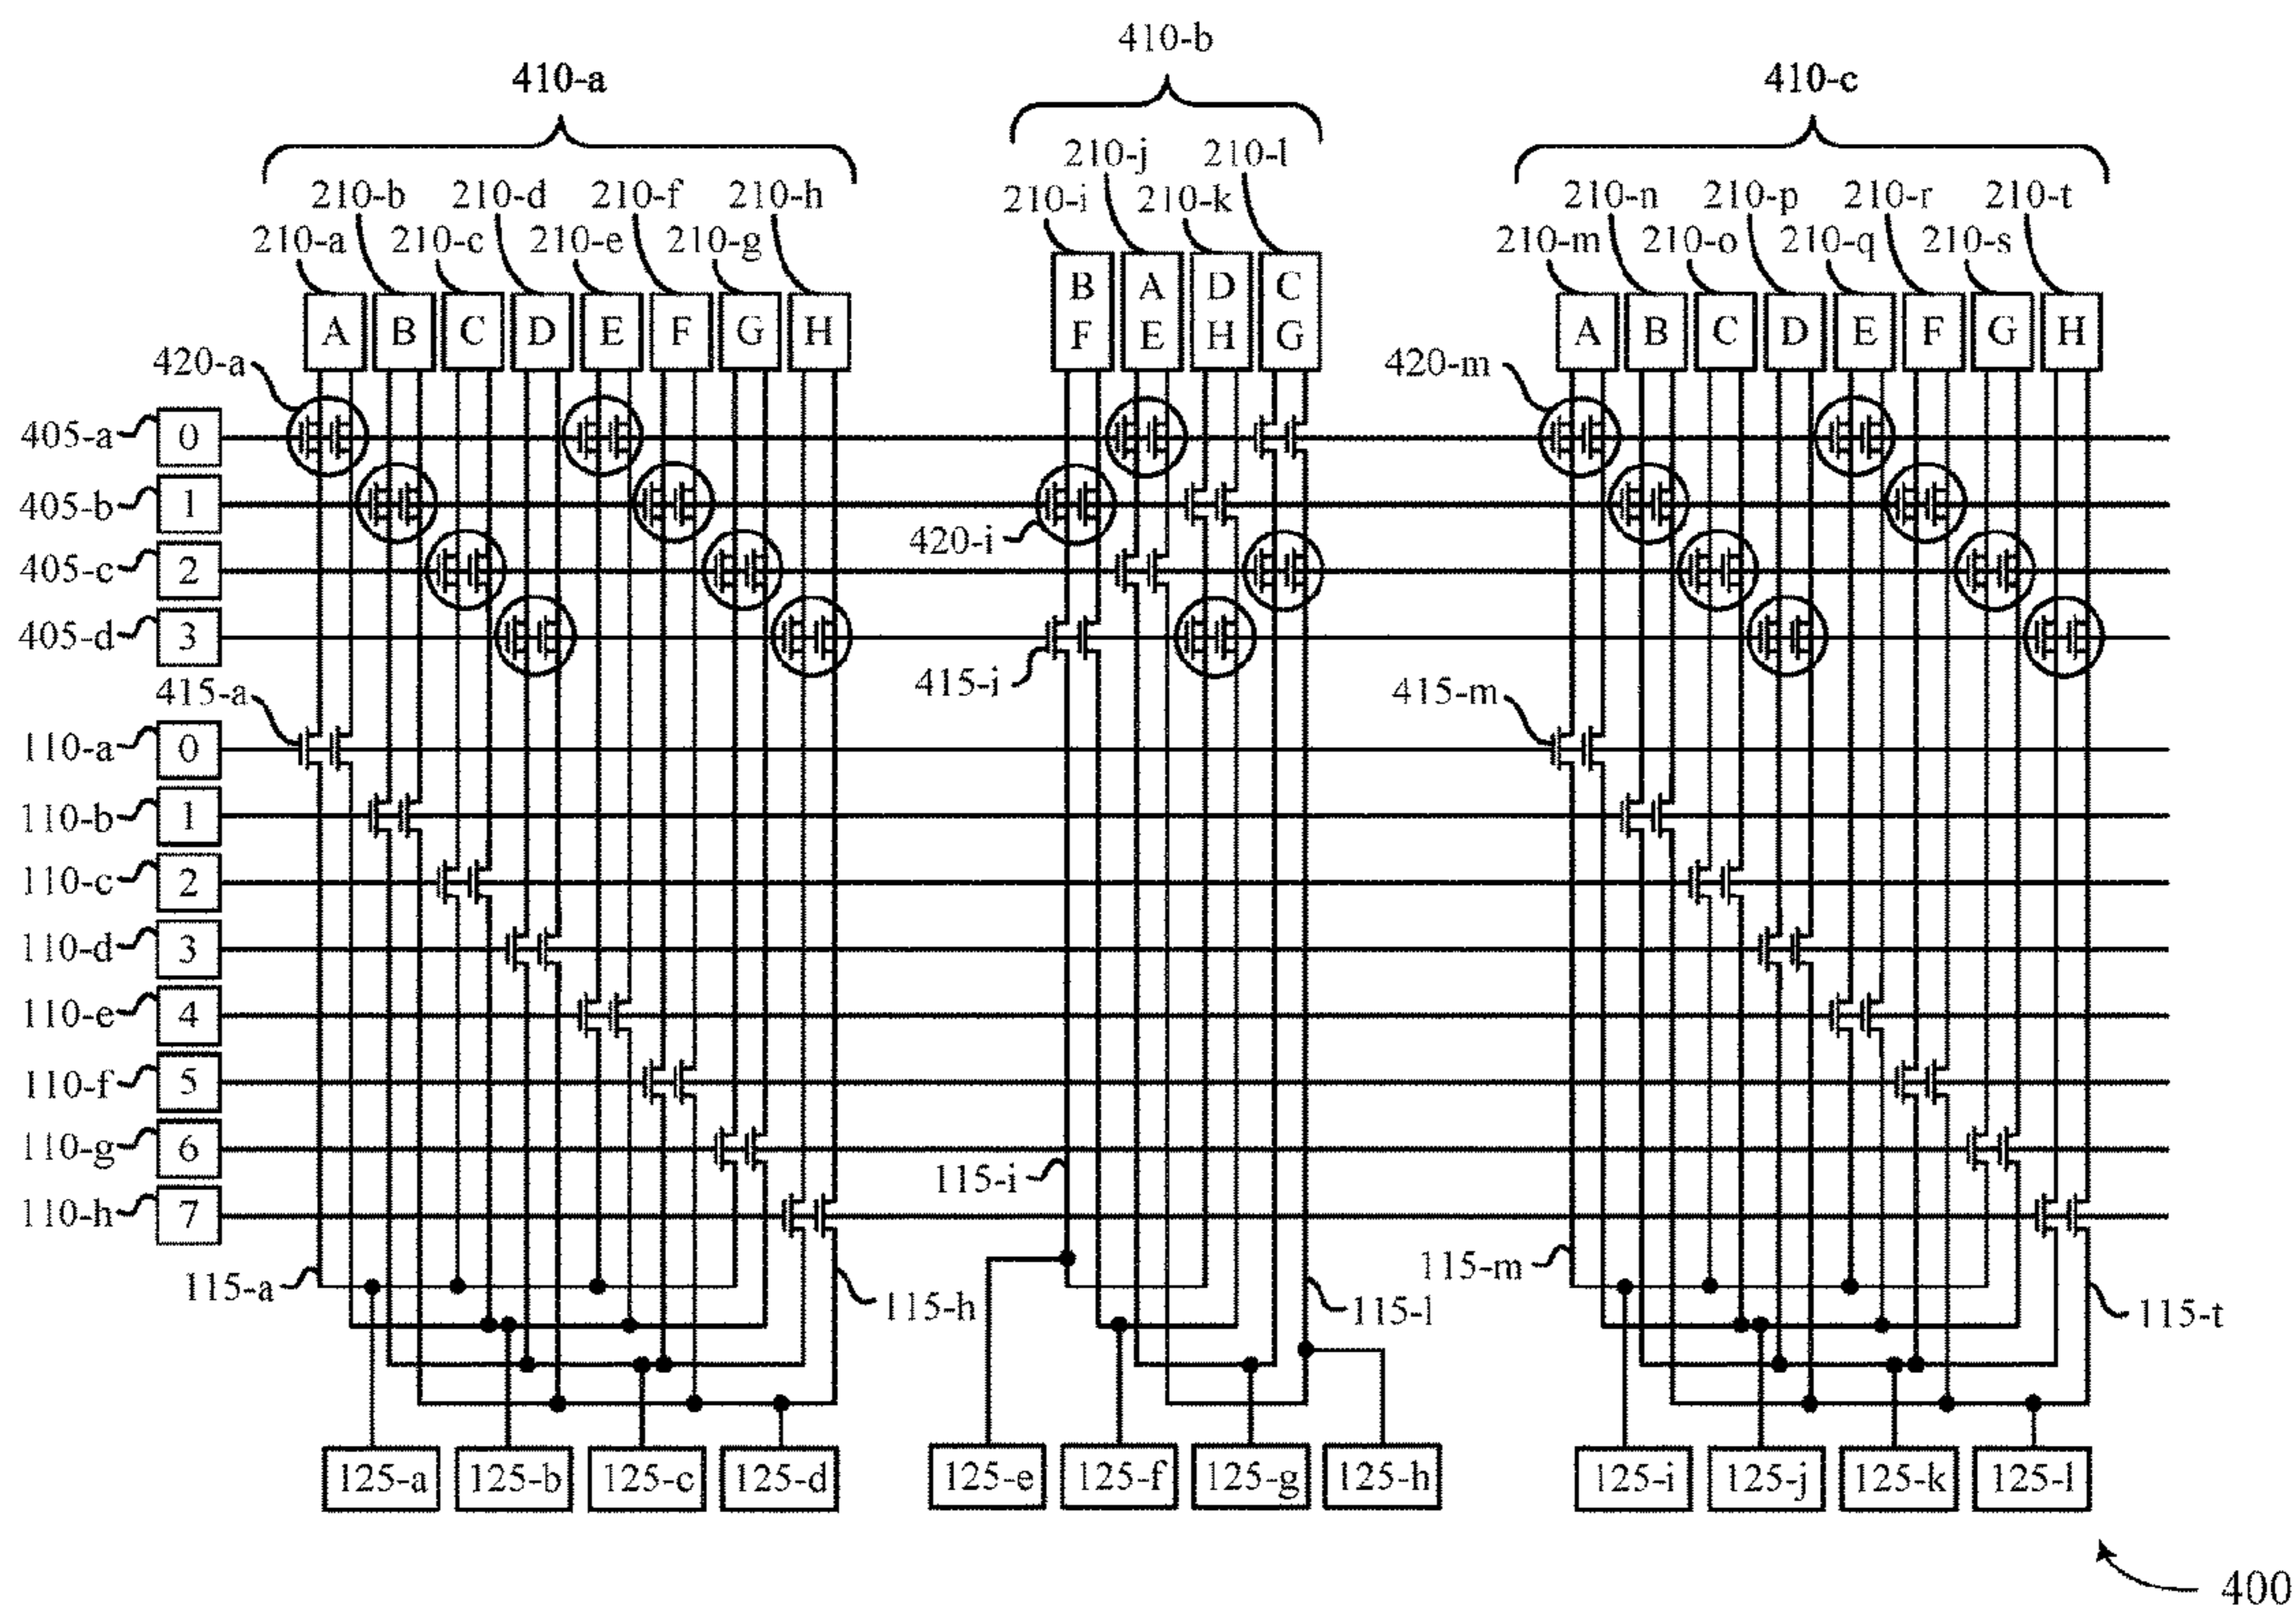 410-b
410-a
410-c
210-j 210-l
210-b 210-d 210-f 210-h
210-i 210-k
210-n 210-p 210-r 210-t
210-a 210-c 210-e 210-g
210-m 210-o 210-q 210-s
B F
A E
D H
C G
A B C D E F G H
A B C D E F G H
420-a
420-m
405-a 0
405-b 1
420-i
405-c 2
405-d 3
415-a
415-i
415-m
110-a 0
110-b 1
110-c 2
110-d 3
110-e 4
110-f 5
110-g 6
115-i
110-h 7
115-a
115-h
115-l
115-m
115-t
125-a 125-b 125-c 125-d
125-e 125-f 125-g 125-h
125-i 125-j 125-k 125-l
400